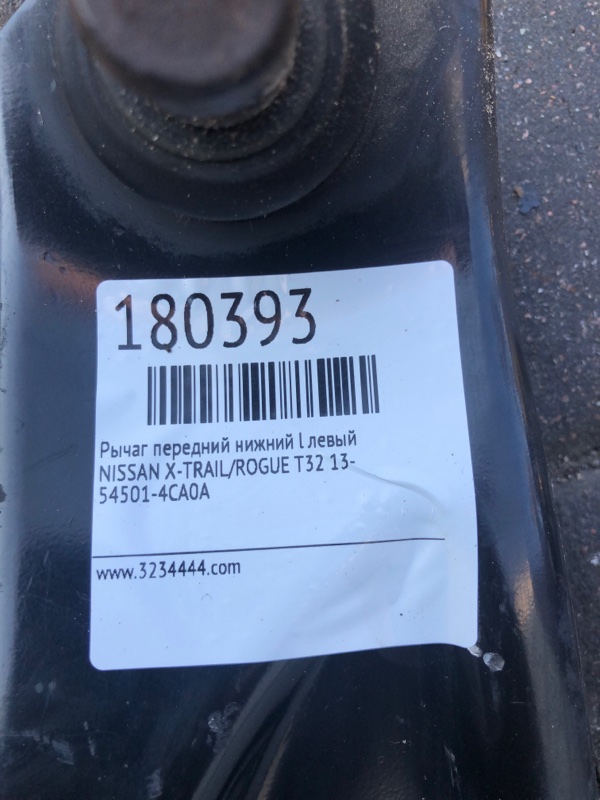 180393
Рычаг передний нижний l левый
NISSAN X-TRAIL/ROGUE T32 13-
54501-4CA0A
www.3234444.com